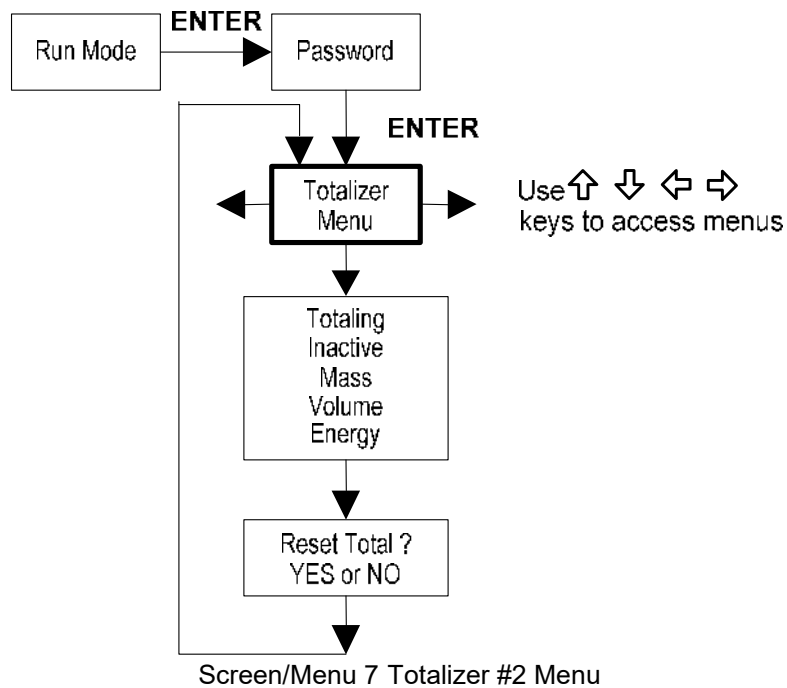 ENTER
Run Mode
Password
ENTER
Totalizer
Menu
Use
keys to access menus
Totaling
Inactive
Mass
Volume
Energy
Reset Total ?
YES or NO
Screen/Menu 7 Totalizer #2 Menu